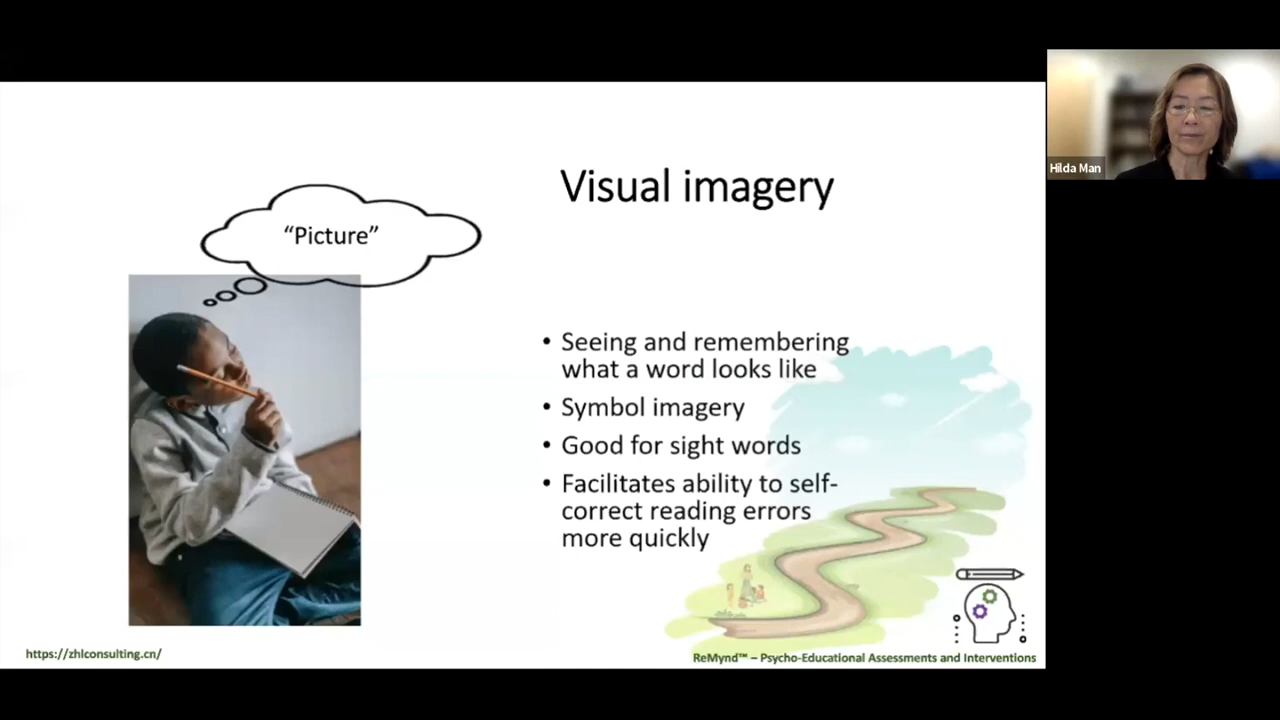 Visual imagery
“Picture”
• Seeing and remembering
what a word looks like
• Symbol imagery
• Good for sight words
• Facilitates ability to self-
correct reading errors
more quickly
https://zhlconsulting.cn/
ReMynd™ – Psycho-Educational Assessments and Interventions
Hilda Man